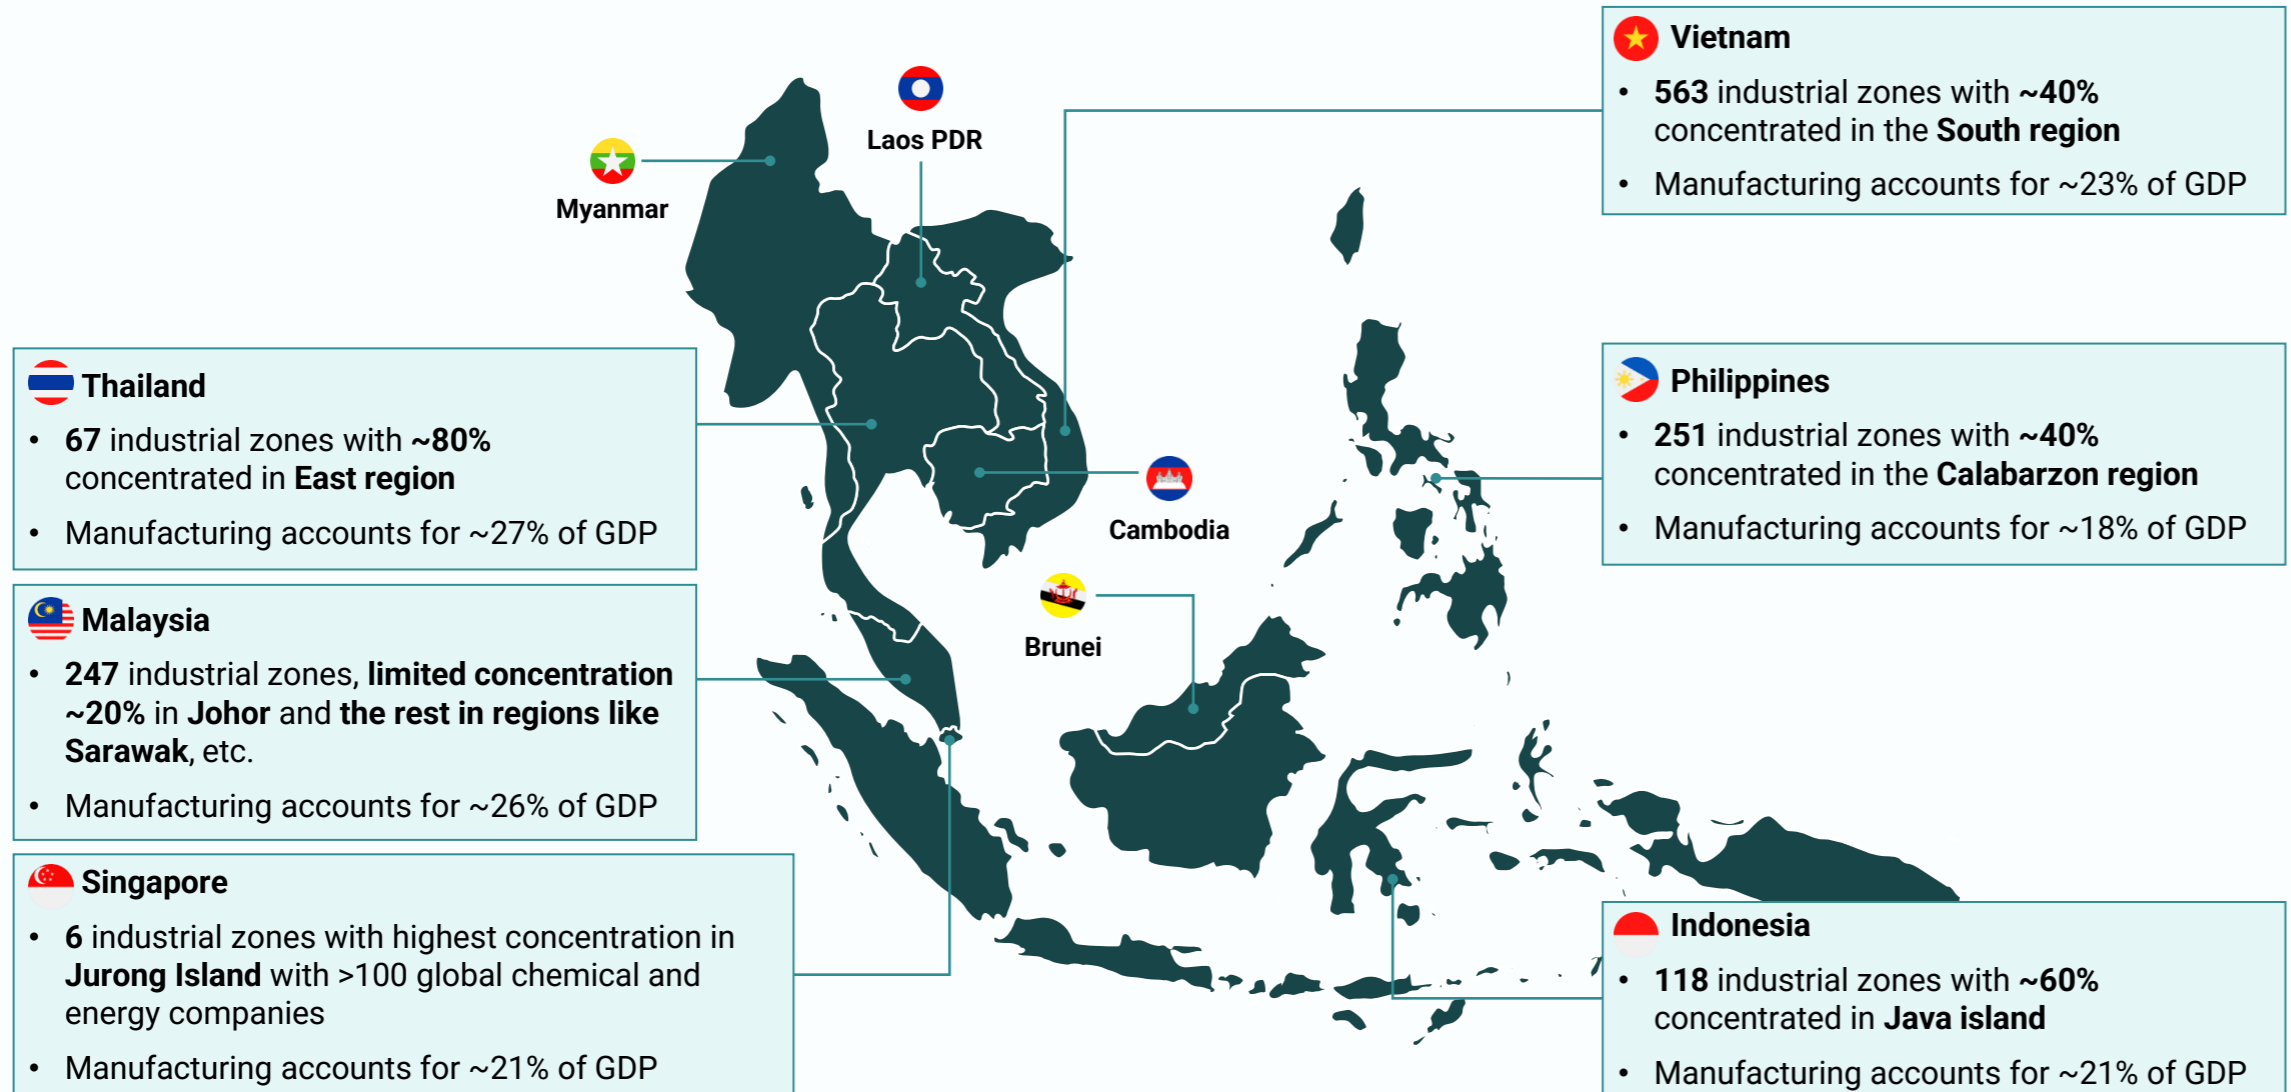 Vietnam
• 563 industrial zones with ~40%
concentrated in the South region
• Manufacturing accounts for ~23% of GDP
Laos PDR
Myanmar
Thailand
• 67 industrial zones with ~80%
concentrated in East region
• Manufacturing accounts for ~27% of GDP
Philippines
• 251 industrial zones with ~40%
concentrated in the Calabarzon region
• Manufacturing accounts for ~18% of GDP
Cambodia
Brunei
Malaysia
• 247 industrial zones, limited concentration
~20% in Johor and the rest in regions like
Sarawak, etc.
• Manufacturing accounts for ~26% of GDP
Singapore
• 6 industrial zones with highest concentration in
Jurong Island with >100 global chemical and
energy companies
• Manufacturing accounts for ~21% of GDP
Indonesia
• 118 industrial zones with ~60%
concentrated in Java island
• Manufacturing accounts for ~21% of GDP